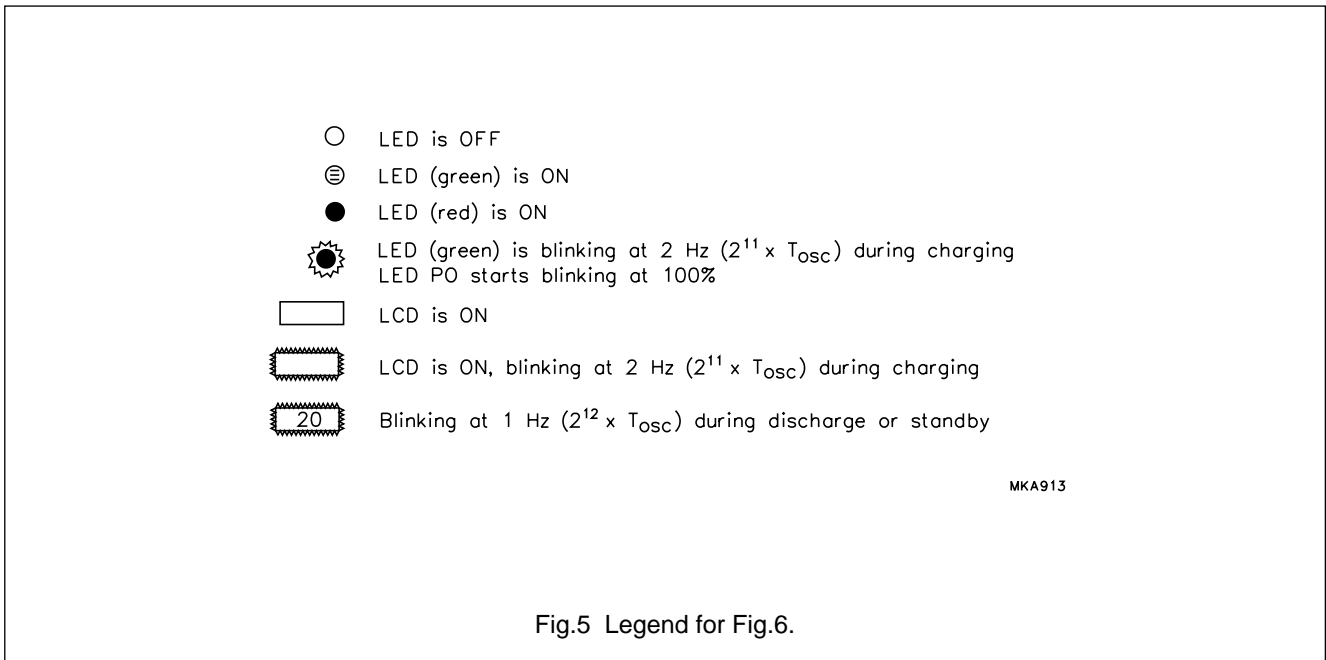 LED is OFF
LED (green) is ON
LED (red) is ON
LED (green) is blinking at 2 Hz (2¹¹ x TOSC) during charging
LED PO starts blinking at 100%
LCD is ON
LCD is ON, blinking at 2 Hz (2¹¹ x TOSC) during charging
20 Blinking at 1 Hz (2¹² x TOSC) during discharge or standby
MKA913
Fig.5 Legend for Fig.6.